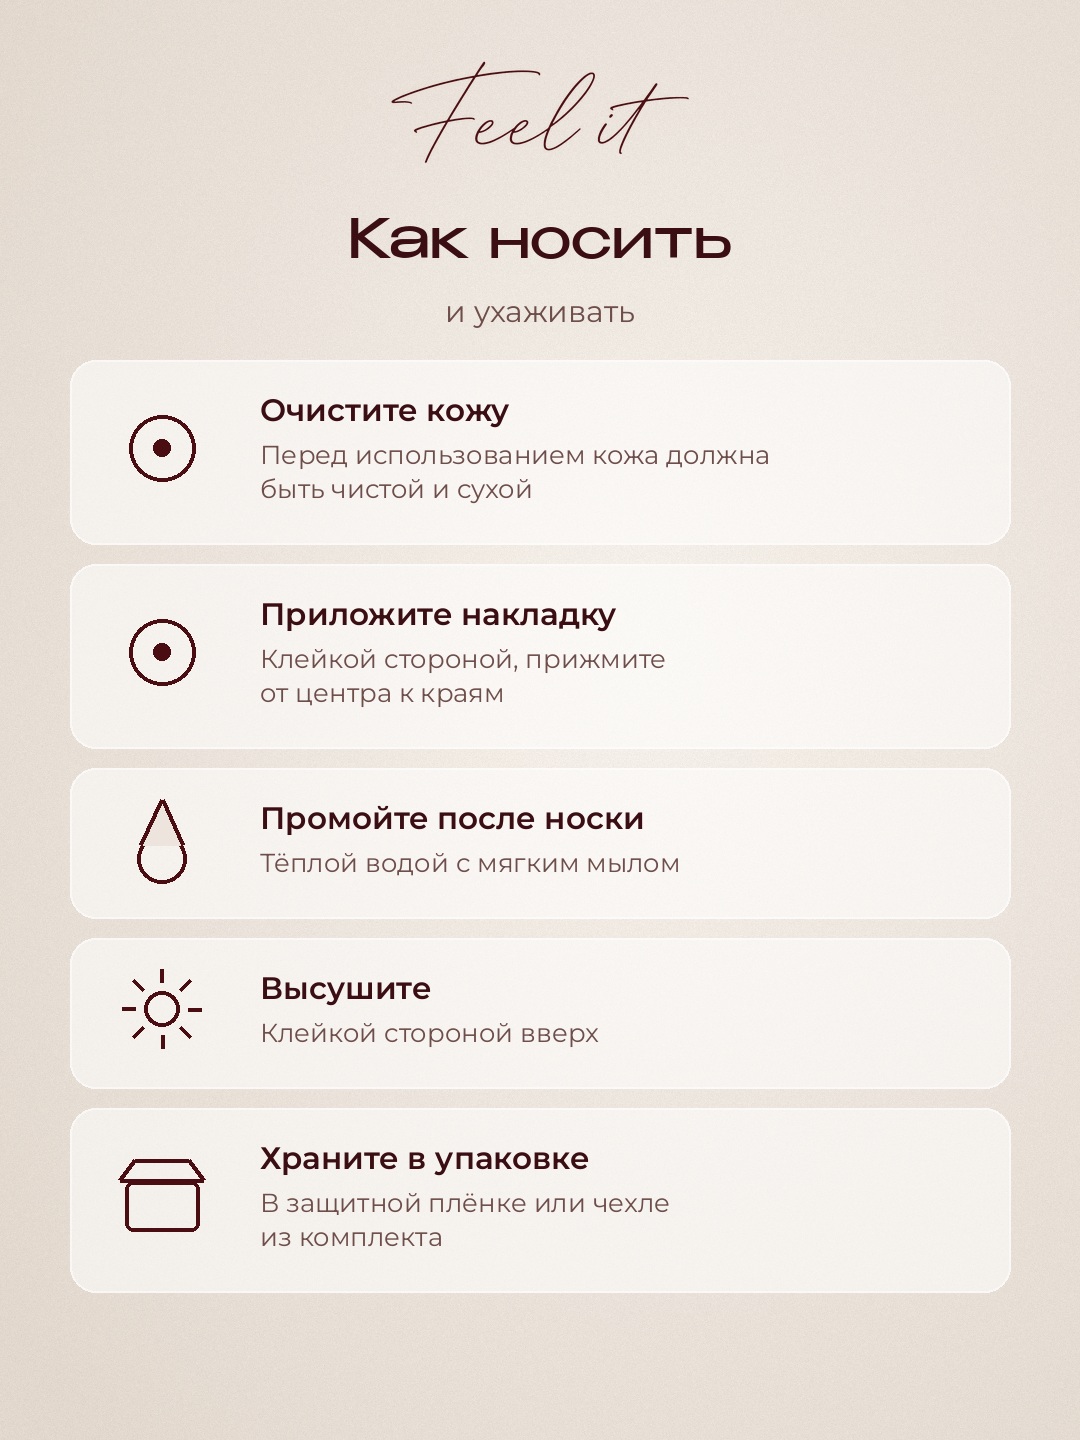 Feel it
Как носить
и ухаживать
Очистите кожу
Перед использованием кожа должна
быть чистой и сухой
Приложите накладку
Клейкой стороной, прижмите
от центра к краям
Промойте после носки
Тёплой водой с мягким мылом
Высушите
Клейкой стороной вверх
Храните в упаковке
В защитной плёнке или чехле
из комплекта